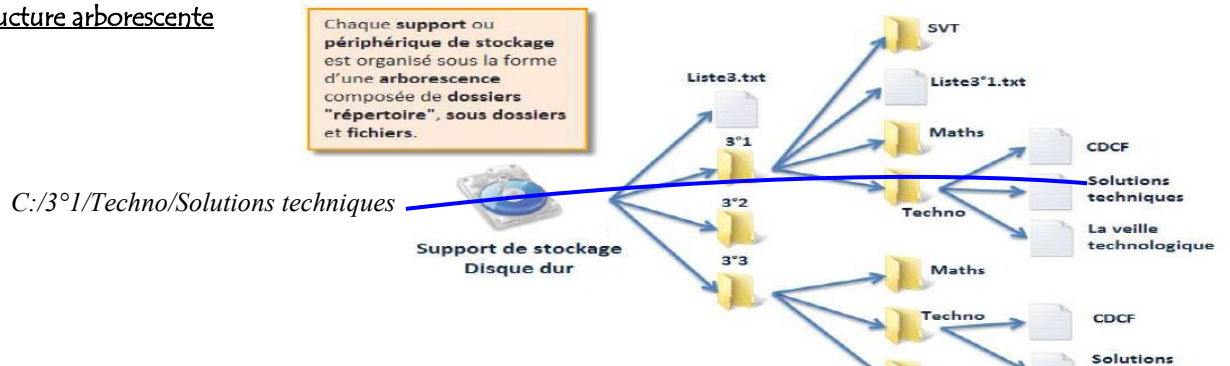 ucture arborescente
Chaque support ou
périphérique de stockage
est organisé sous la forme
d'une arborescence
composée de dossiers
"répertoire", sous dossiers
et fichiers.
C:/3°1/Techno/Solutions techniques
Support de stockage
Disque dur
Liste3.txt
3°1
3°2
3°3
SVT
Liste3°1.txt
Maths
Techno
CDCF
Solutions
techniques
La veille
technologique
Maths
Techno
CDCF
Solutions